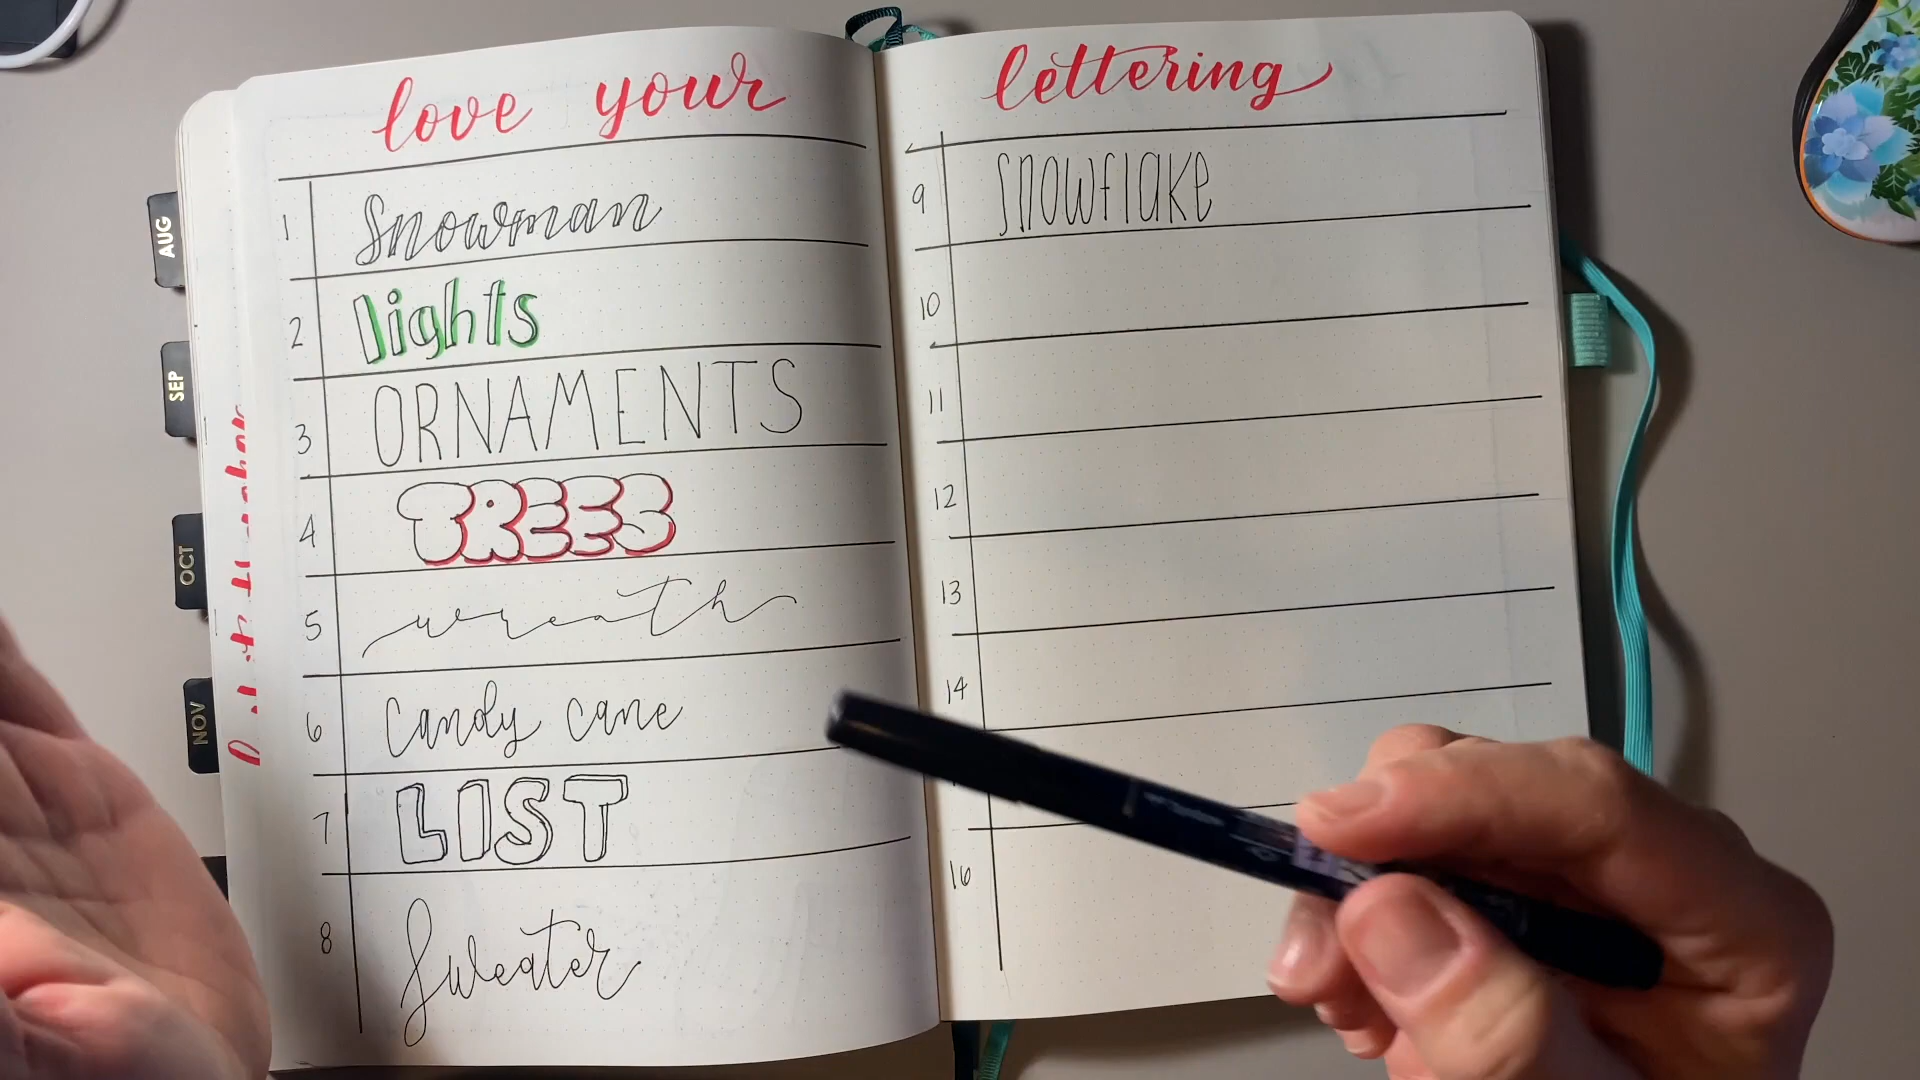 love your lettering
1 Snowman
2 lights
3 ORNAMENTS
4 TREES
5 wreath
6 candy cane
7 LIST
8 Sweater
9 snowflake
10
11
12
13
14
16
AUG
SEP
OCT
NOV